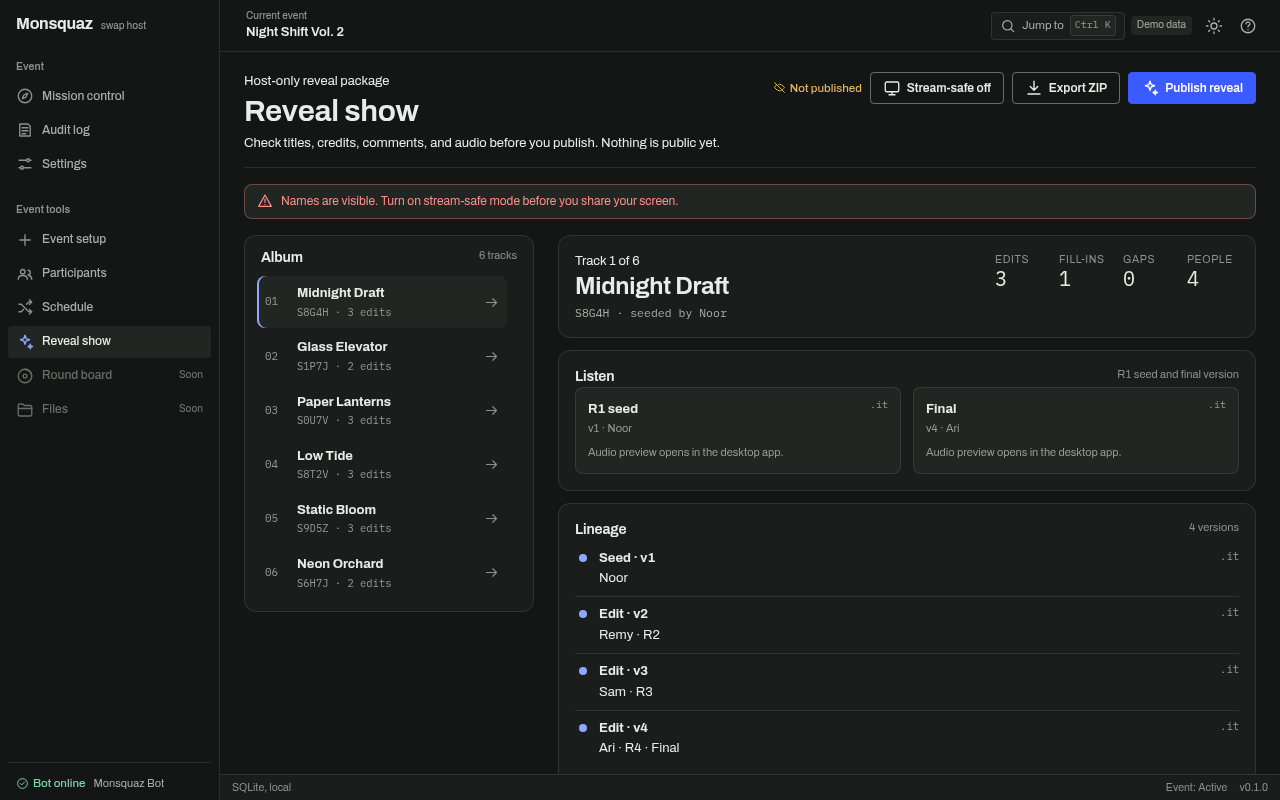 Monsquaz swap host
Event
Mission control
Audit log
Settings
Event tools
Event setup
Participants
Schedule
Reveal show
Round board Soon
Files Soon
Bot online Monsquaz Bot
Current event
Night Shift Vol. 2
Jump to Ctrl K
Demo data
Host-only reveal package
Reveal show
Check titles, credits, comments, and audio before you publish. Nothing is public yet.
Not published
Stream-safe off
Export ZIP
Publish reveal
Names are visible. Turn on stream-safe mode before you share your screen.
Album 6 tracks
01 Midnight Draft
S8G4H · 3 edits
02 Glass Elevator
S1P7J · 2 edits
03 Paper Lanterns
S0U7V · 3 edits
04 Low Tide
S8T2V · 3 edits
05 Static Bloom
S9D5Z · 3 edits
06 Neon Orchard
S6H7J · 2 edits
Track 1 of 6
Midnight Draft
S8G4H · seeded by Noor
EDITS FILL-INS GAPS PEOPLE
3 1 0 4
Listen R1 seed and final version
R1 seed .it
v1 · Noor
Audio preview opens in the desktop app.
Final .it
v4 · Ari
Audio preview opens in the desktop app.
Lineage 4 versions
Seed · v1 .it
Noor
Edit · v2 .it
Remy · R2
Edit · v3 .it
Sam · R3
Edit · v4 .it
Ari · R4 · Final
SQLite, local
Event: Active v0.1.0